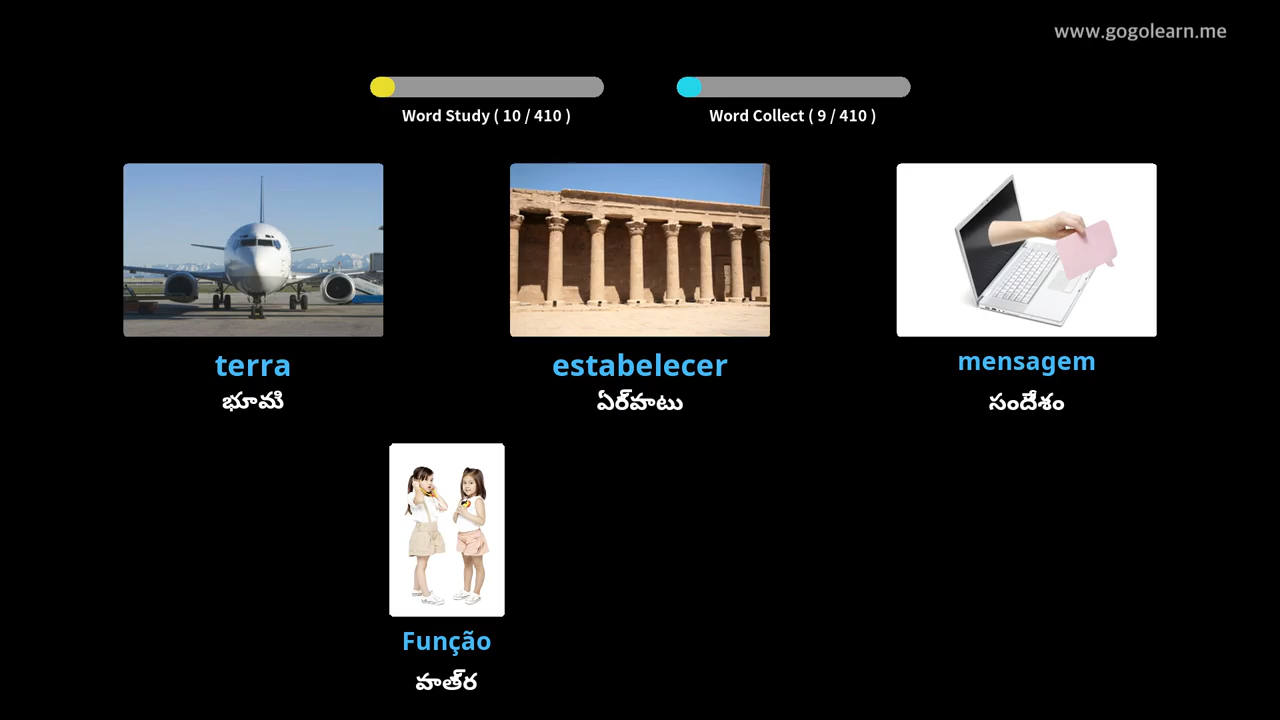 www.gogolearn.me
Word Study ( 10 / 410 )
Word Collect ( 9 / 410 )
terra
భూమి
estabelecer
ఏర్‌వాటు
mensagem
సందేశం
Função
వాత్‌ర